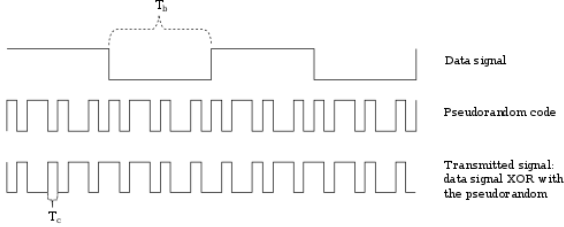 Tb
Data signal
Pseudorandom code
Transmitted signal:
data signal XOR with
the pseudorandom
Tc